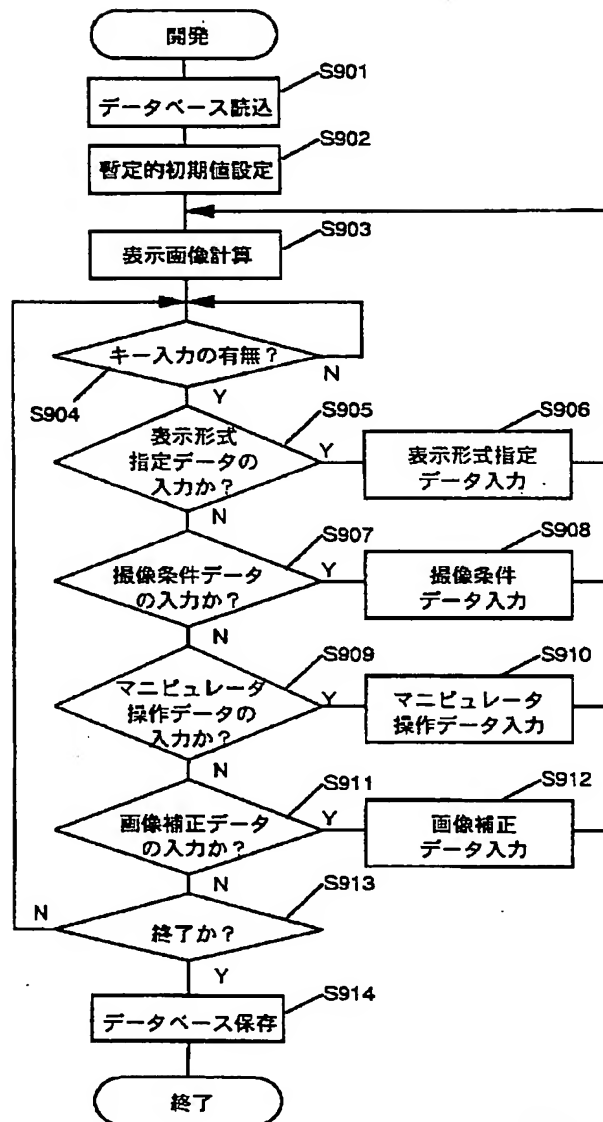 開発
S901
データベース読込
S902
暫定的初期値設定
S903
表示画像計算
キー入力の有無？
N
S904
Y
S905
表示形式
指定データの
入力か？
Y
S906
表示形式指定
データ入力
N
S907
撮像条件データ
の入力か？
Y
S908
撮像条件
データ入力
N
S909
マニピュレータ
操作データの
入力か？
Y
S910
マニピュレータ
操作データ入力
N
S911
画像補正データ
の入力か？
Y
S912
画像補正
データ入力
N
S913
N
終了か？
Y
S914
データベース保存
終了